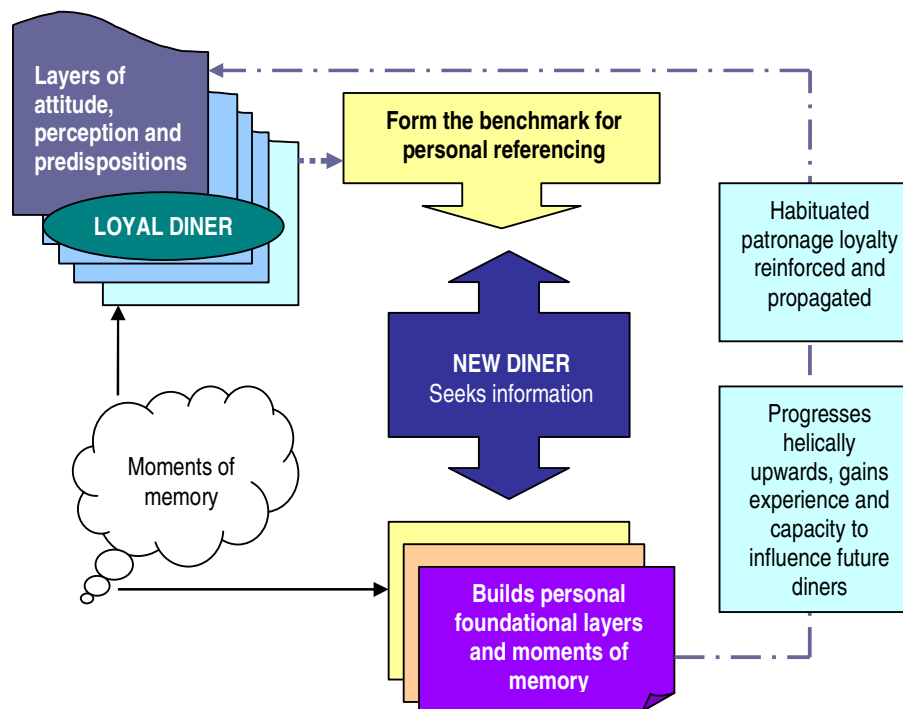 Layers of
attitude,
perception and
predispositions
LOYAL DINER
Form the benchmark for
personal referencing
NEW DINER
Seeks information
Habituated
patronage loyalty
reinforced and
propagated
Progresses
helically
upwards, gains
experience and
capacity to
influence future
diners
Moments of
memory
Builds personal
foundational layers
and moments of
memory